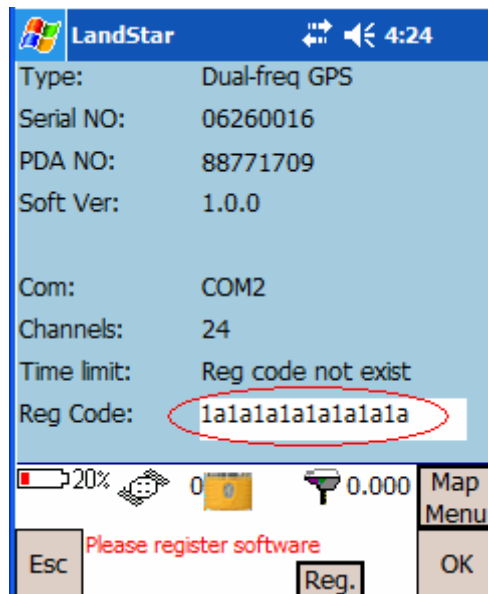 LandStar 4:24
Type: Dual-freq GPS
Serial NO: 06260016
PDA NO: 88771709
Soft Ver: 1.0.0
Com: COM2
Channels: 24
Time limit: Reg code not exist
Reg Code: 1a1a1a1a1a1a1a1a
20% 0 0 0.000 Map
Menu
Esc Please register software OK
Reg.